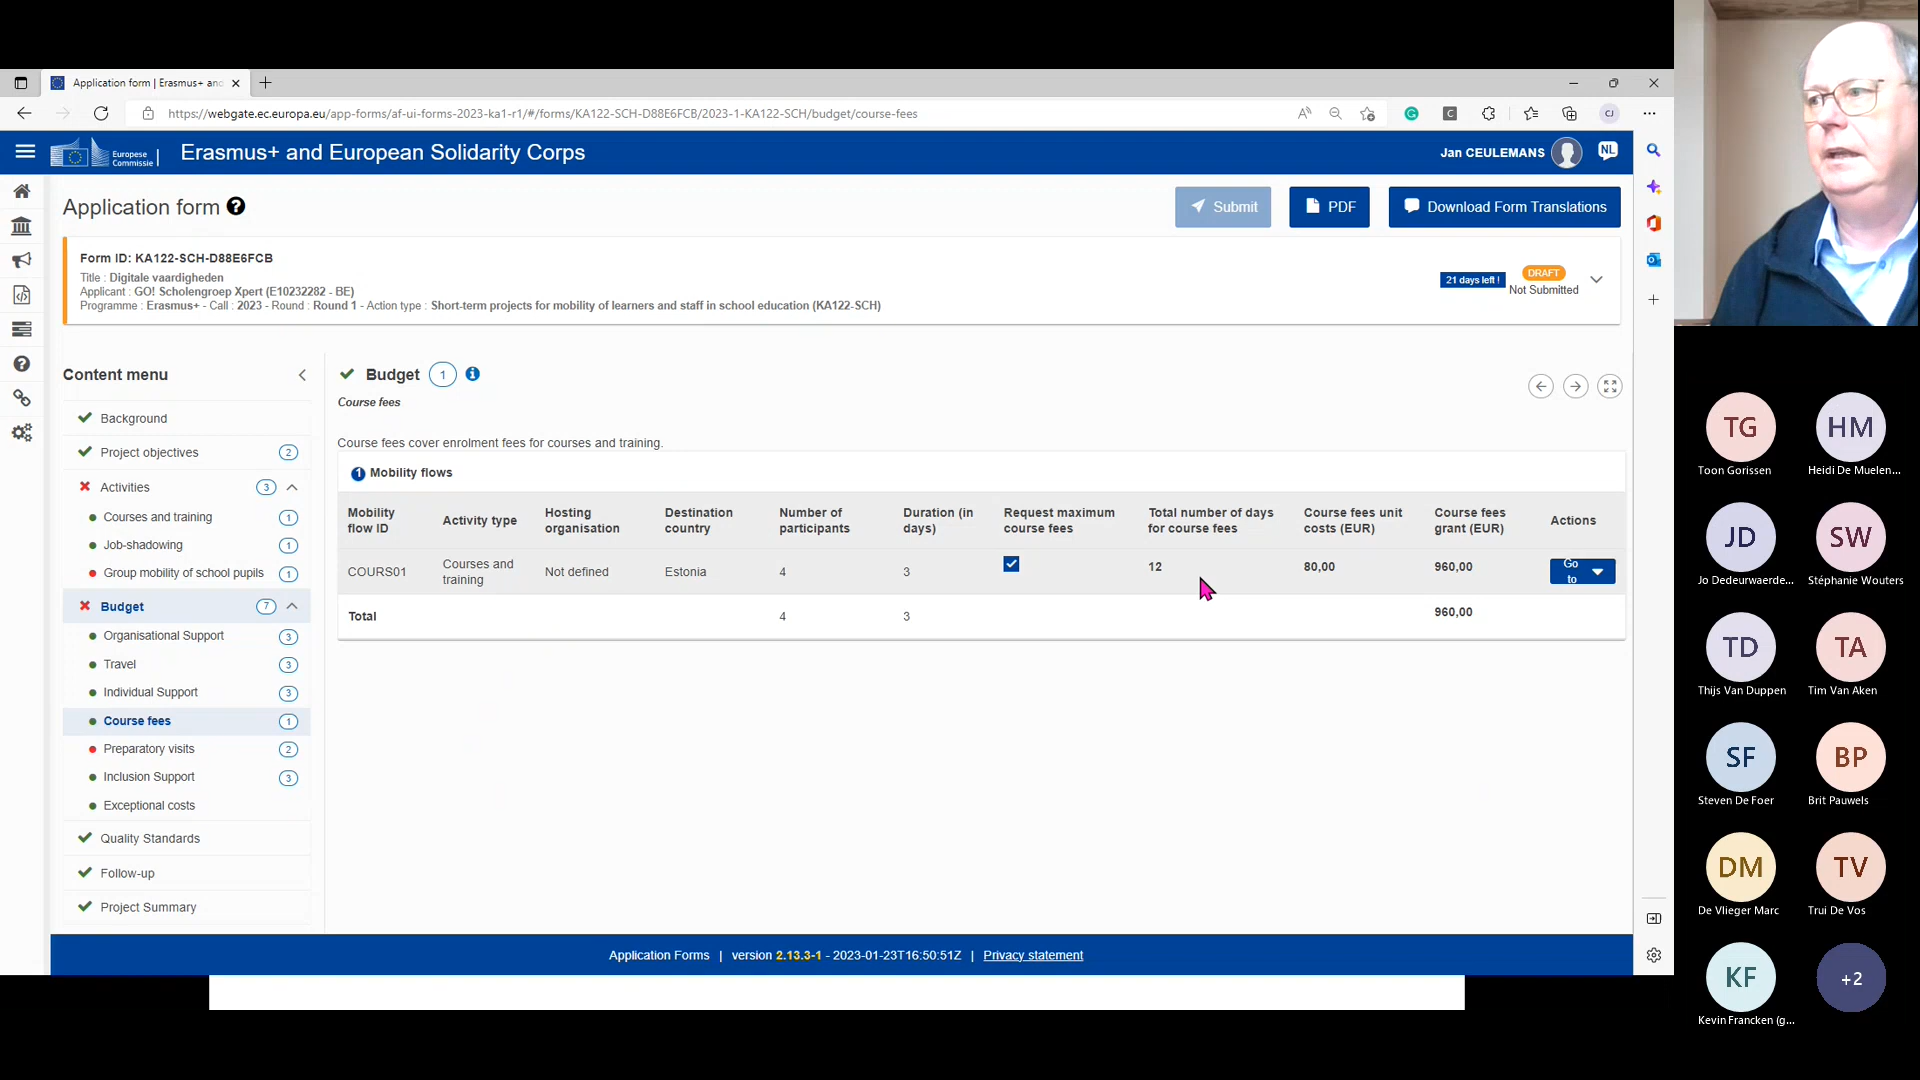 Application form | Erasmus+ and
https://webgate.ec.europa.eu/app-forms/af-ui-forms-2023-ka1-r1/#/forms/KA122-SCH-D88E6FCB/2023-1-KA122-SCH/budget/course-fees
CJ
Europese
Commissie
Erasmus+ and European Solidarity Corps
Jan CEULEMANS
NL
Application form
Submit
PDF
Download Form Translations
Form ID: KA122-SCH-D88E6FCB
Title : Digitale vaardigheden
Applicant : GO! Scholengroep Xpert (E10232282 - BE)
Programme : Erasmus+ - Call : 2023 - Round : Round 1 - Action type : Short-term projects for mobility of learners and staff in school education (KA122-SCH)
21 days left !
DRAFT
Not Submitted
Content menu
Background
Project objectives 2
Activities 3
Courses and training 1
Job-shadowing 1
Group mobility of school pupils 1
Budget 7
Organisational Support 3
Travel 3
Individual Support 3
Course fees 1
Preparatory visits 2
Inclusion Support 3
Exceptional costs
Quality Standards
Follow-up
Project Summary
Budget 1
Course fees
Course fees cover enrolment fees for courses and training.
1 Mobility flows
Mobility flow ID
Activity type
Hosting organisation
Destination country
Number of participants
Duration (in days)
Request maximum course fees
Total number of days for course fees
Course fees unit costs (EUR)
Course fees grant (EUR)
Actions
COURS01
Courses and training
Not defined
Estonia
4
3
12
80,00
960,00
Go to
Total
4
3
960,00
Application Forms | version 2.13.3-1 - 2023-01-23T16:50:51Z | Privacy statement
TG
Toon Gorissen
HM
Heidi De Muelen...
JD
Jo Dedeurwaerde...
SW
Stéphanie Wouters
TD
Thijs Van Duppen
TA
Tim Van Aken
SF
Steven De Foer
BP
Brit Pauwels
DM
De Vlieger Marc
TV
Trui De Vos
KF
Kevin Francken (g...
+2